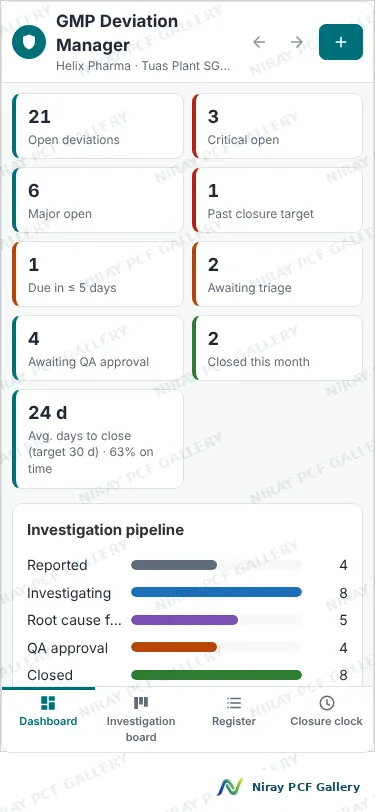 GMP Deviation
Manager
Helix Pharma · Tuas Plant SG...
21
Open deviations
3
Critical open
6
Major open
1
Past closure target
1
Due in ≤ 5 days
2
Awaiting triage
4
Awaiting QA approval
2
Closed this month
24 d
Avg. days to close
(target 30 d) · 63% on
time
Investigation pipeline
Reported 4
Investigating 8
Root cause f... 5
QA approval 4
Closed 8
Dashboard
Investigation
board
Register
Closure clock
Niray PCF Gallery
NIRAY PCF GALLERY